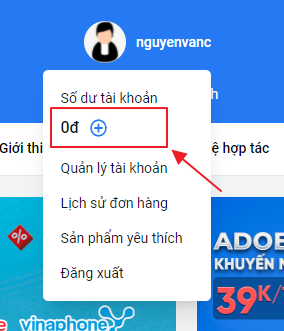 nguyenvanc
Số dư tài khoản
0đ
Giới thi
ệ hợp tác
Quản lý tài khoản
Lịch sử đơn hàng
Sản phẩm yêu thích
Đăng xuất
ADOB
KHUYẾN M
39K/
vinaphone